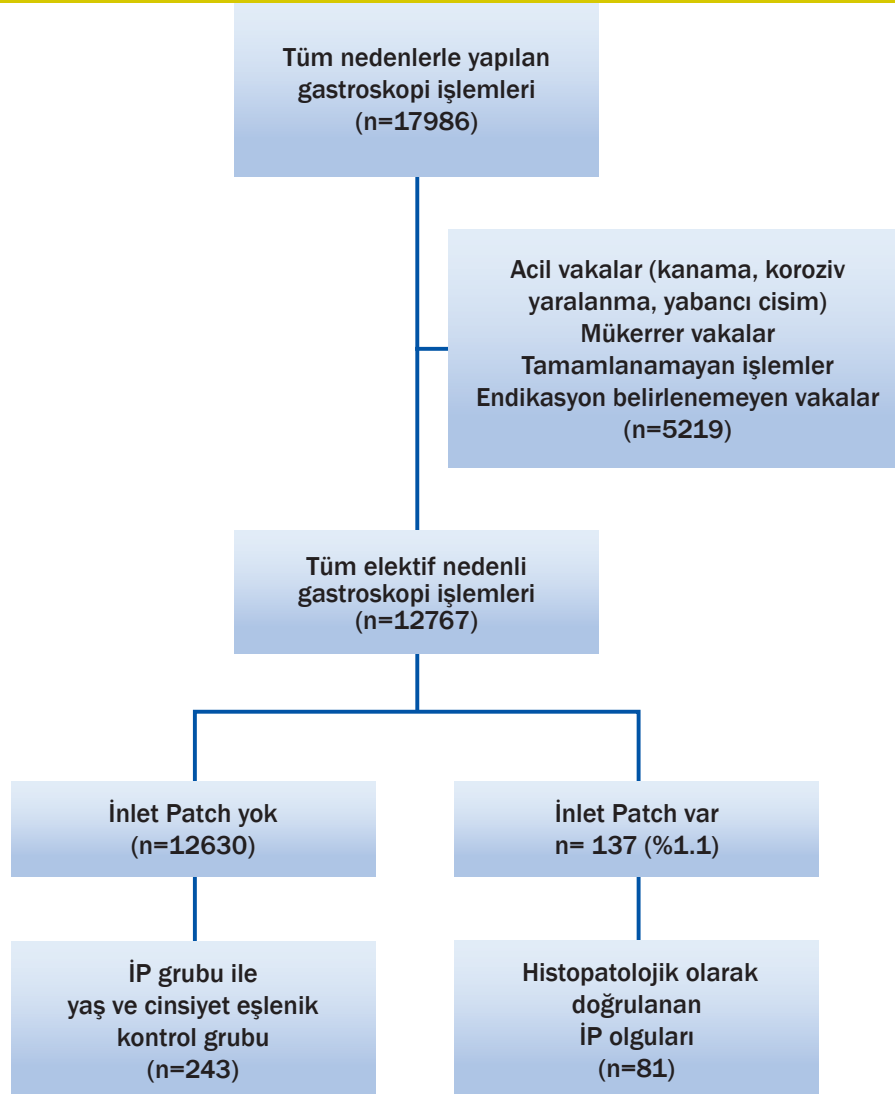 Tüm nedenlerle yapılan
gastroskopi işlemleri
(n=17986)
Acil vakalar (kanama, koroziv
yaralanma, yabancı cisim)
Mükerrer vakalar
Tamamlanamayan işlemler
Endikasyon belirlenemeyen vakalar
(n=5219)
Tüm elektif nedenli
gastroskopi işlemleri
(n=12767)
İnlet Patch yok
(n=12630)
İnlet Patch var
n= 137 (%1.1)
İP grubu ile
yaş ve cinsiyet eşlenik
kontrol grubu
(n=243)
Histopatolojik olarak
doğrulanan
İP olguları
(n=81)